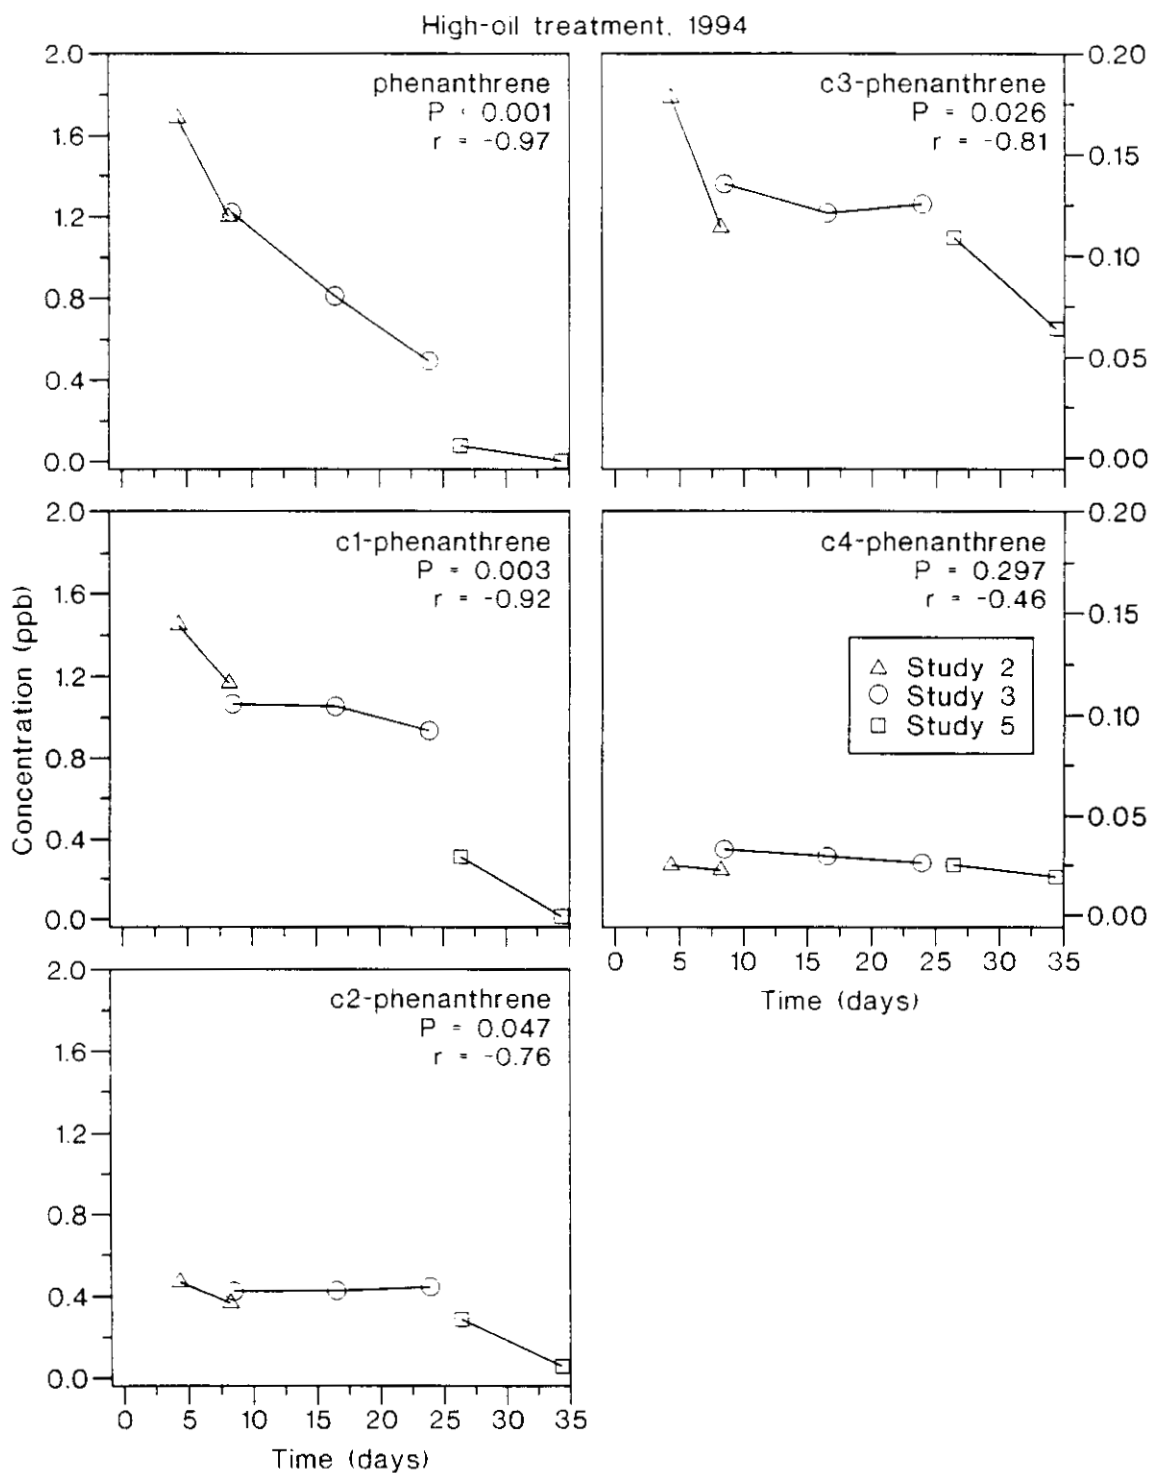 High-oil treatment, 1994
2.0
1.6
1.2
0.8
0.4
0.0
phenanthrene
P < 0.001
r = -0.97
c3-phenanthrene
P = 0.026
r = -0.81
0.20
0.15
0.10
0.05
0.00
Concentration (ppb)
2.0
1.6
1.2
0.8
0.4
0.0
c1-phenanthrene
P = 0.003
r = -0.92
c4-phenanthrene
P = 0.297
r = -0.46
Study 2
Study 3
Study 5
0.20
0.15
0.10
0.05
0.00
0 5 10 15 20 25 30 35
Time (days)
2.0
1.6
1.2
0.8
0.4
0.0
c2-phenanthrene
P = 0.047
r = -0.76
0 5 10 15 20 25 30 35
Time (days)